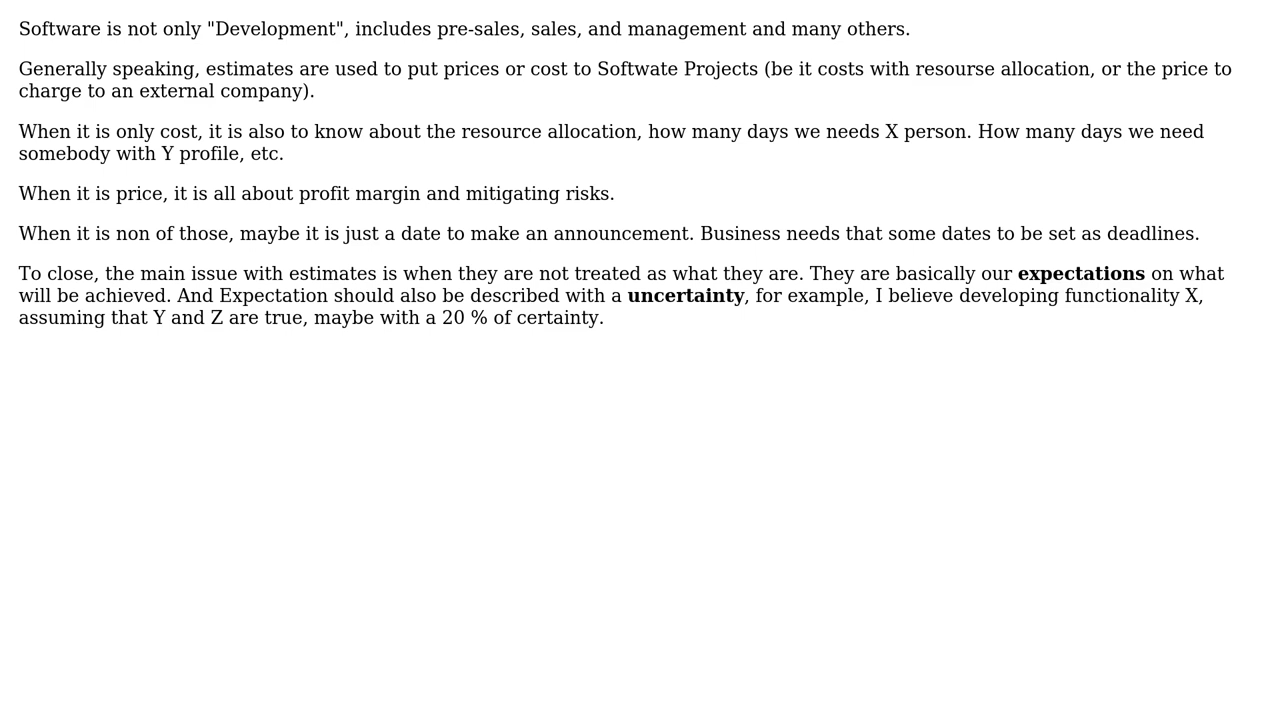 Software is not only "Development", includes pre-sales, sales, and management and many others.
Generally speaking, estimates are used to put prices or cost to Softwate Projects (be it costs with resourse allocation, or the price to
charge to an external company).
When it is only cost, it is also to know about the resource allocation, how many days we needs X person. How many days we need
somebody with Y profile, etc.
When it is price, it is all about profit margin and mitigating risks.
When it is non of those, maybe it is just a date to make an announcement. Business needs that some dates to be set as deadlines.
To close, the main issue with estimates is when they are not treated as what they are. They are basically our expectations on what
will be achieved. And Expectation should also be described with a uncertainty, for example, I believe developing functionality X,
assuming that Y and Z are true, maybe with a 20 % of certainty.